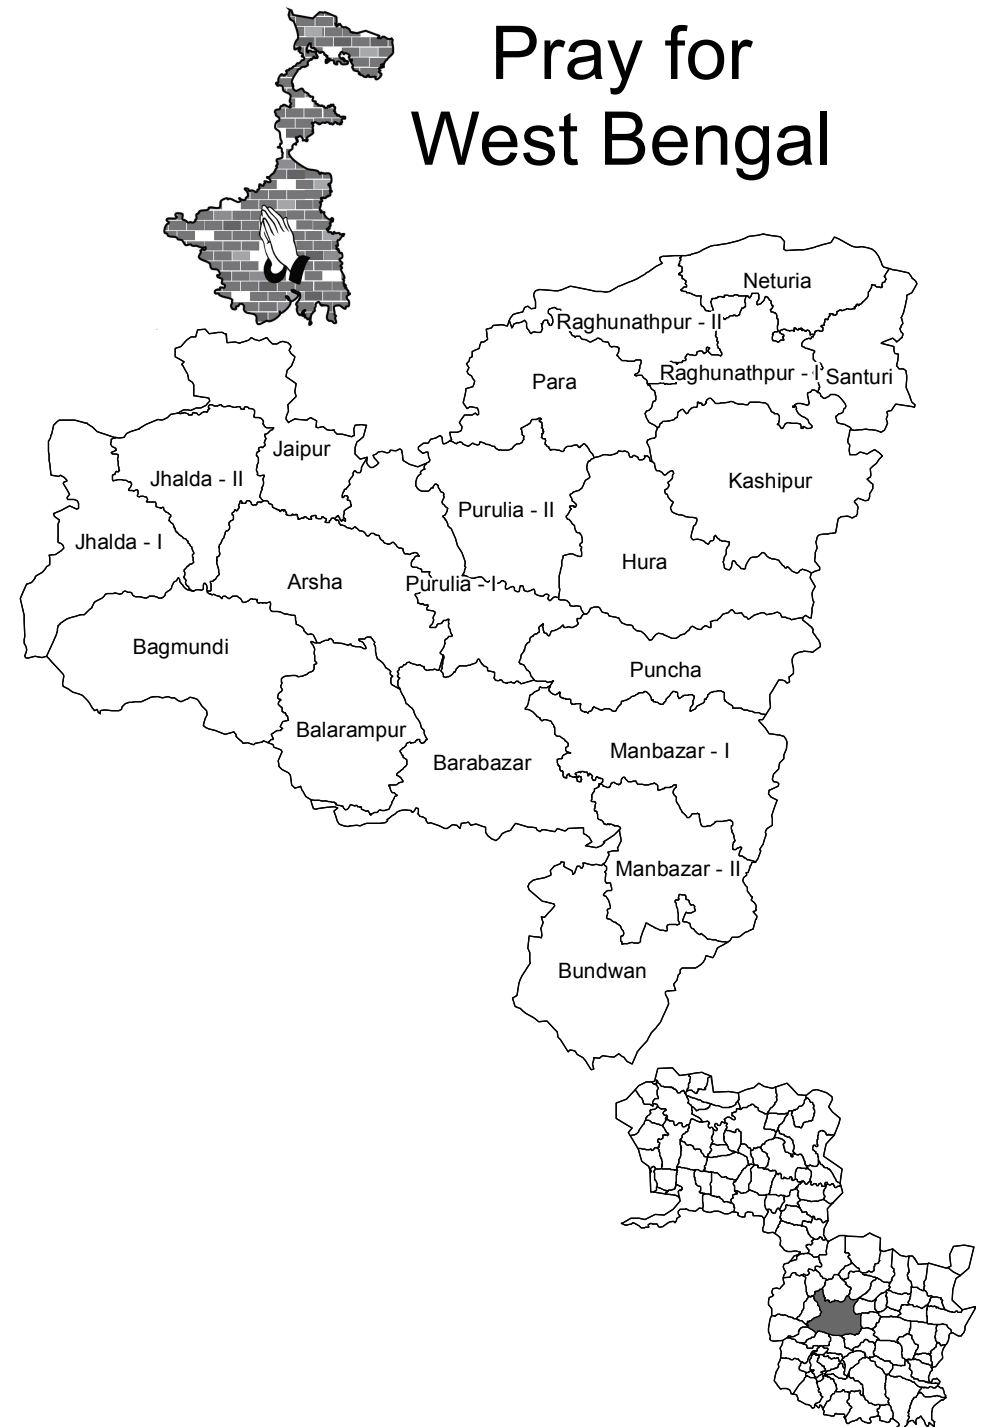 Pray for
West Bengal
Neturia
Raghunathpur - II
Raghunathpur - I
Santuri
Para
Jaipur
Jhalda - II
Kashipur
Purulia - II
Jhalda - I
Hura
Arsha
Purulia - I
Bagmundi
Puncha
Balarampur
Manbazar - I
Barabazar
Manbazar - II
Bundwan